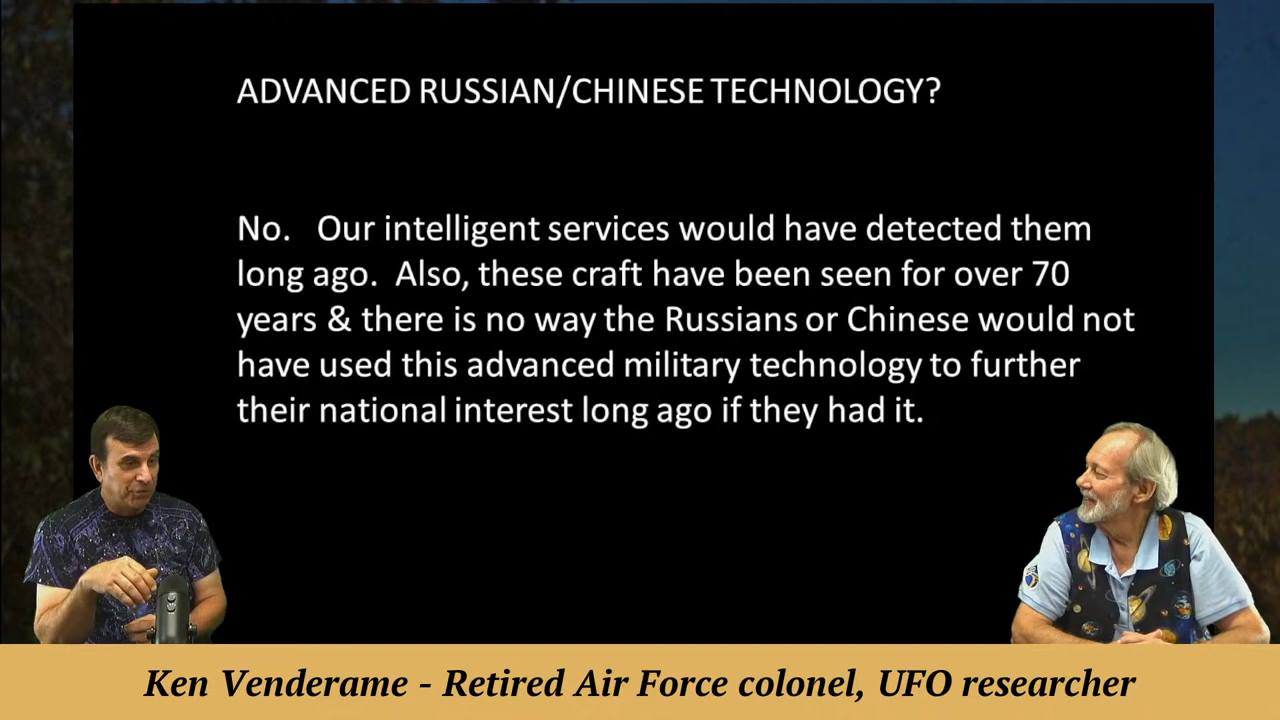 ADVANCED RUSSIAN/CHINESE TECHNOLOGY?
No. Our intelligent services would have detected them
long ago. Also, these craft have been seen for over 70
years & there is no way the Russians or Chinese would not
have used this advanced military technology to further
their national interest long ago if they had it.
Ken Venderame - Retired Air Force colonel, UFO researcher